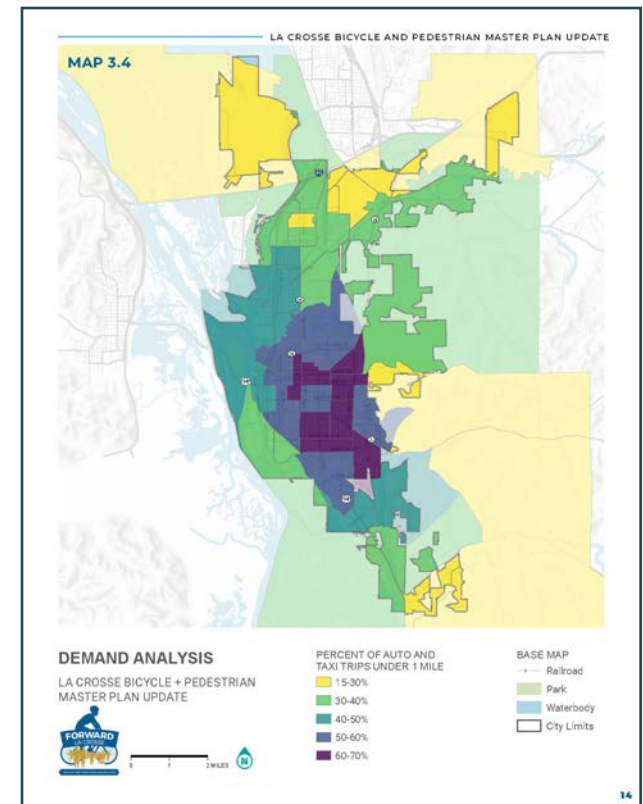 LA CROSSE BICYCLE AND PEDESTRIAN MASTER PLAN UPDATE
MAP 3.4
DEMAND ANALYSIS
LA CROSSE BICYCLE + PEDESTRIAN
MASTER PLAN UPDATE
FORWARD
LA CROSSE
0 1 2 MILES
N
PERCENT OF AUTO AND
TAXI TRIPS UNDER 1 MILE
15-30%
30-40%
40-50%
50-60%
60-70%
BASE MAP
Railroad
Park
Waterbody
City Limits
14